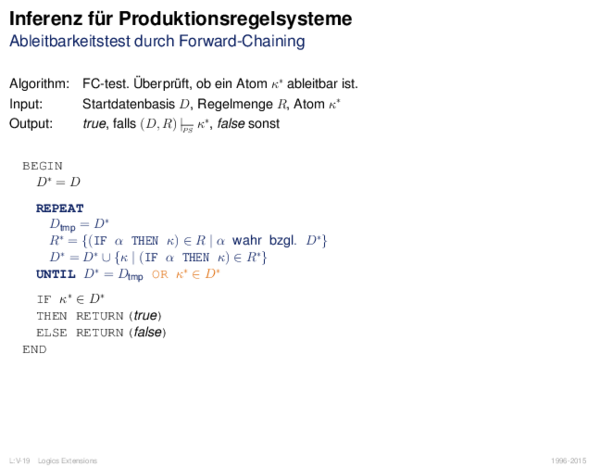 Inferenz für Produktionsregelsysteme
Ableitbarkeitstest durch Forward-Chaining
Algorithm: FC-test. Überprüft, ob ein Atom κ* ableitbar ist.
Input: Startdatenbasis D, Regelmenge R, Atom κ*
Output: true, falls (D, R) ⊢PS κ*, false sonst
BEGIN
D* = D
REPEAT
Dtmp = D*
R* = {(IF α THEN κ) ∈ R | α wahr bzgl. D*}
D* = D* ∪ {κ | (IF α THEN κ) ∈ R*}
UNTIL D* = Dtmp OR κ* ∈ D*
IF κ* ∈ D*
THEN RETURN (true)
ELSE RETURN (false)
END
L:V-19 Logics Extensions 1996-2015